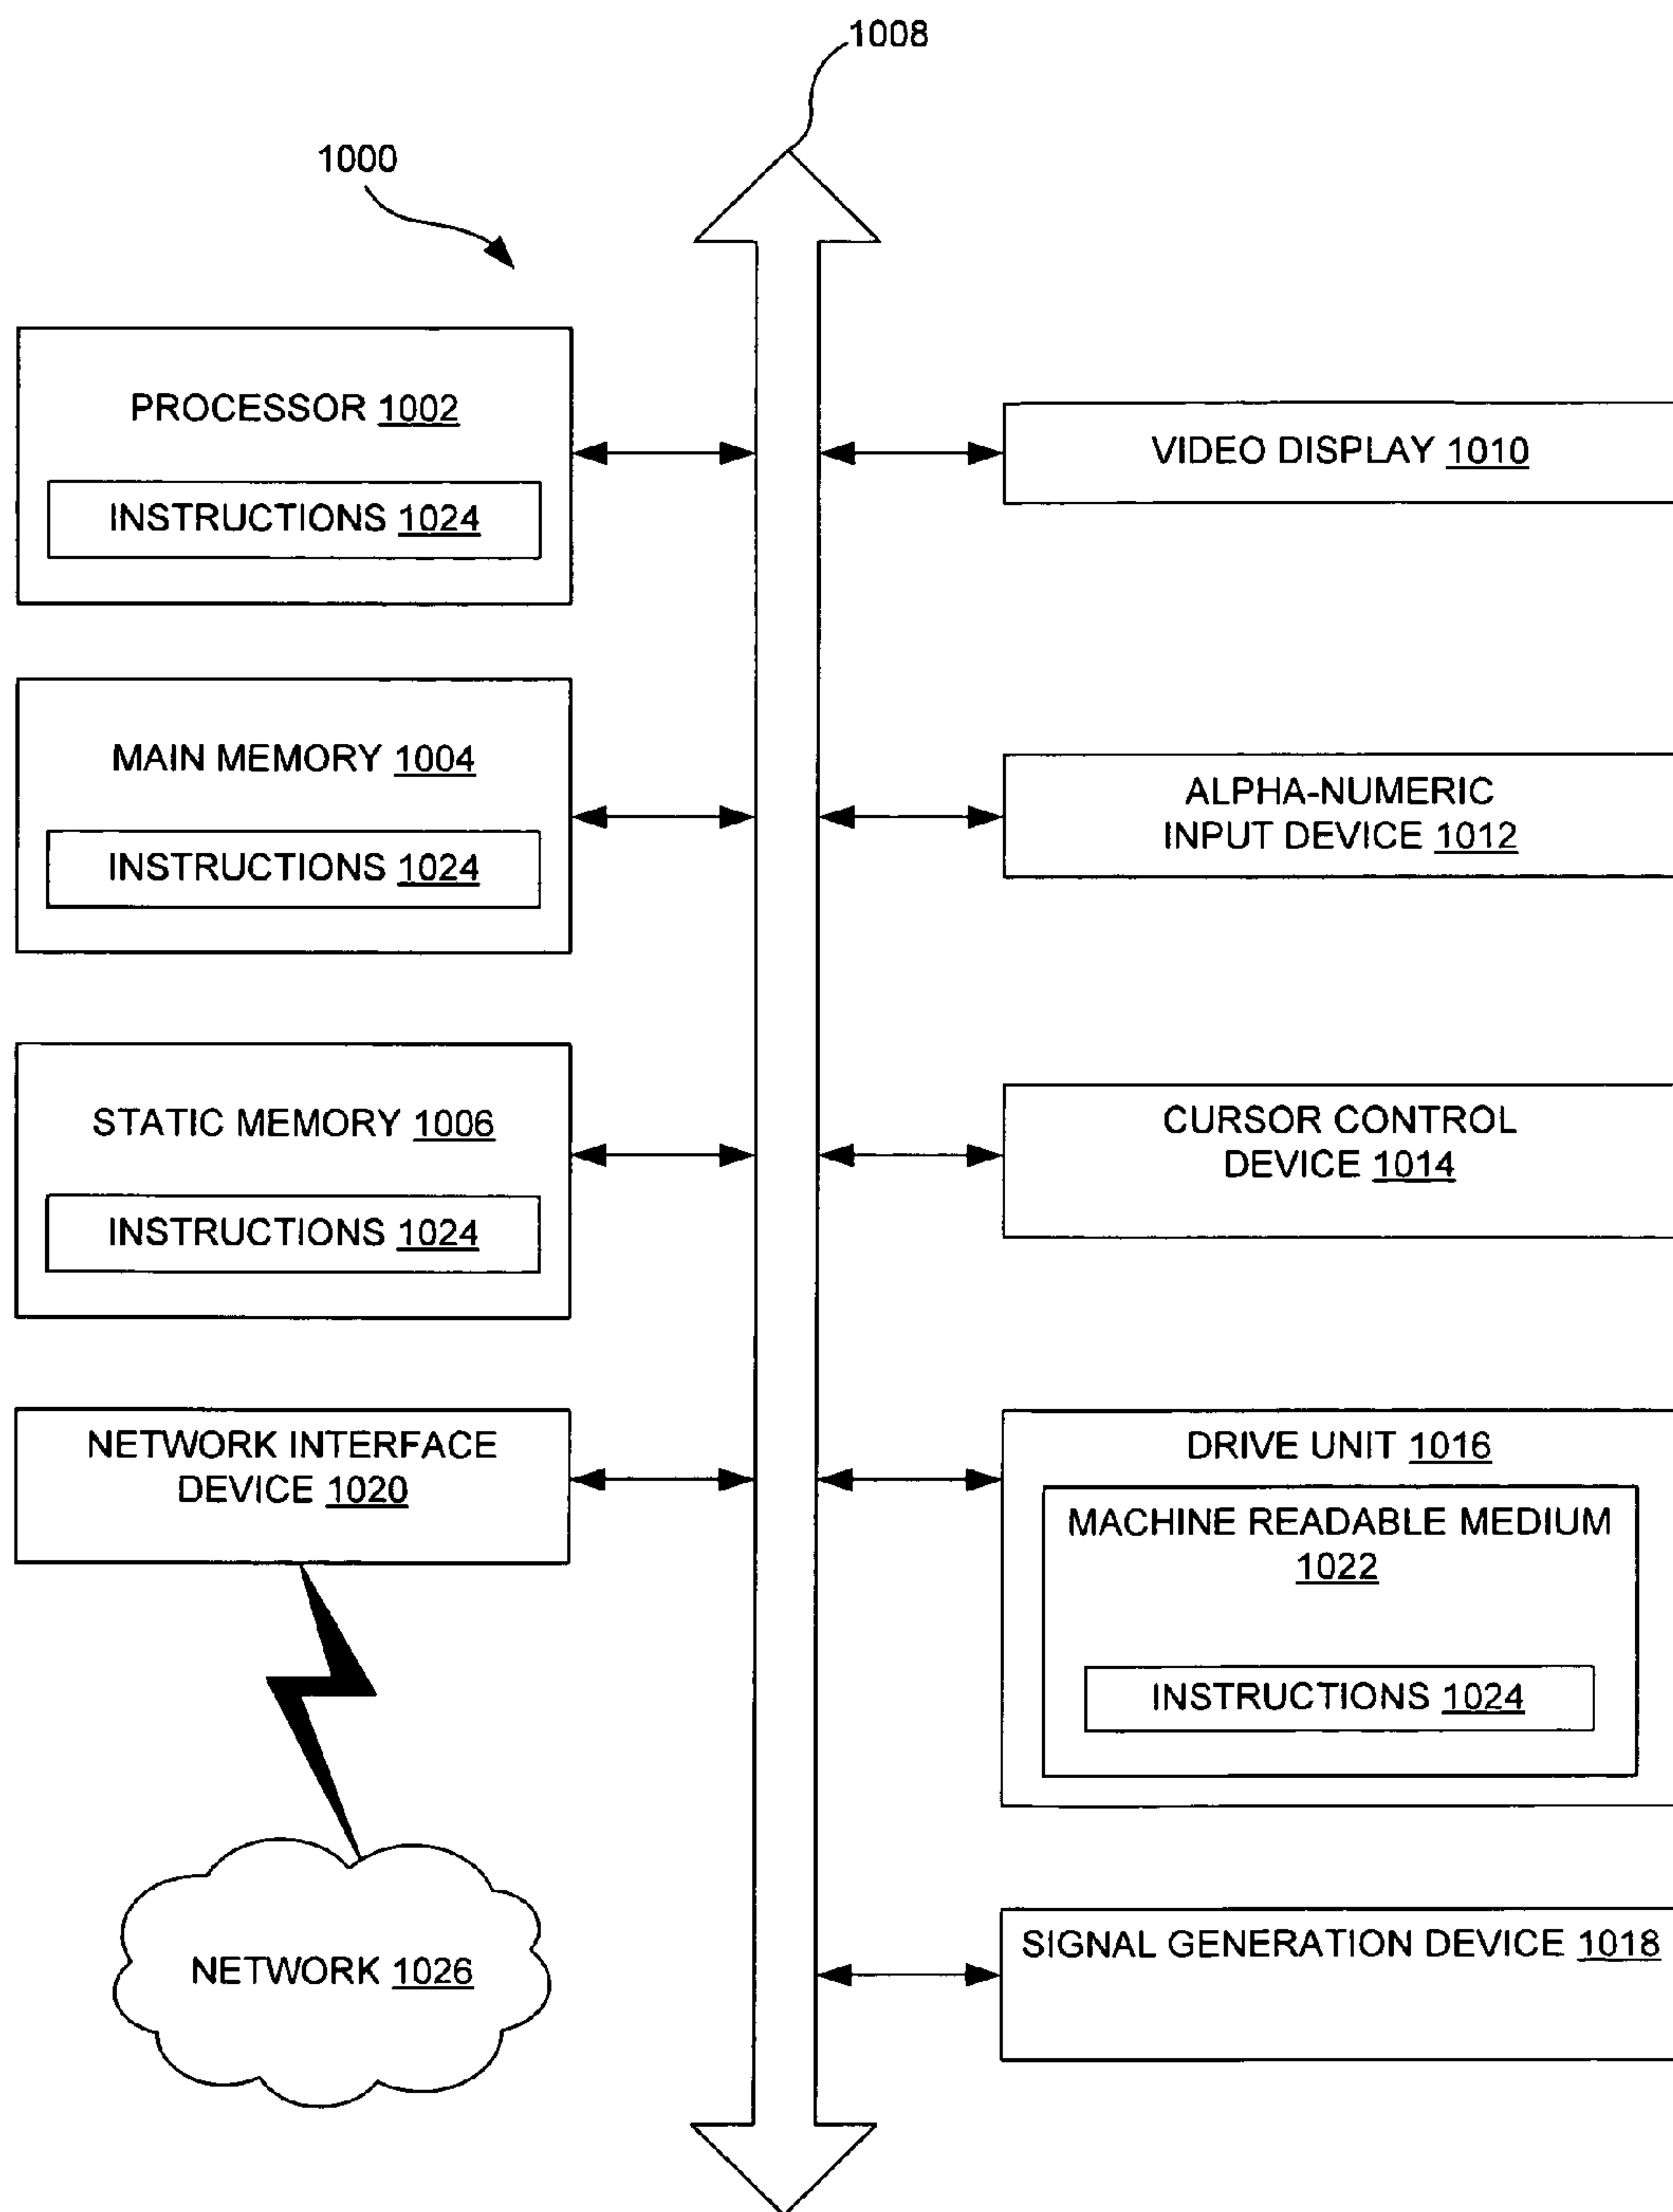 1008
1000
PROCESSOR 1002
INSTRUCTIONS 1024
MAIN MEMORY 1004
INSTRUCTIONS 1024
STATIC MEMORY 1006
INSTRUCTIONS 1024
NETWORK INTERFACE
DEVICE 1020
NETWORK 1026
VIDEO DISPLAY 1010
ALPHA-NUMERIC
INPUT DEVICE 1012
CURSOR CONTROL
DEVICE 1014
DRIVE UNIT 1016
MACHINE READABLE MEDIUM
1022
INSTRUCTIONS 1024
SIGNAL GENERATION DEVICE 1018